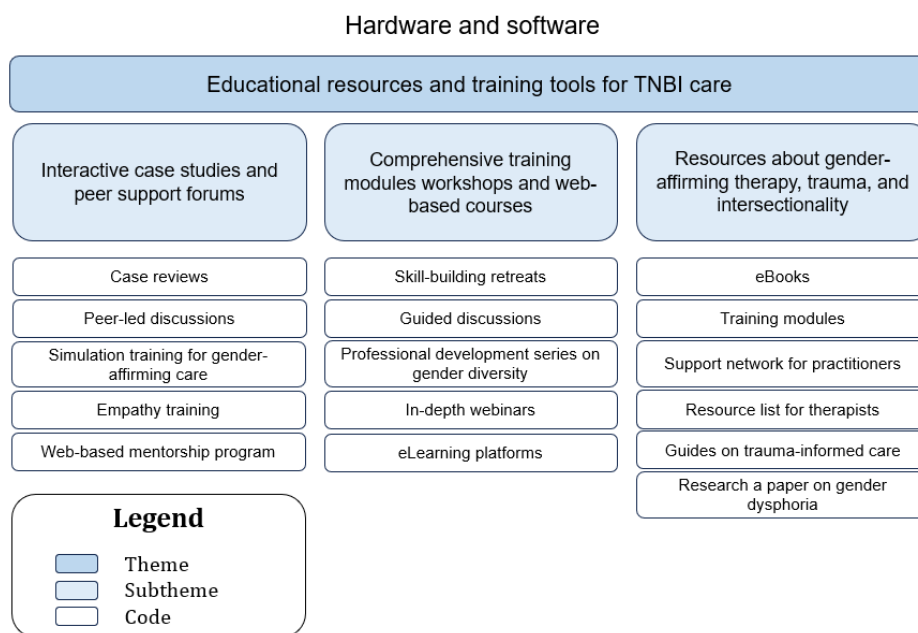 Hardware and software
Educational resources and training tools for TNBI care
Interactive case studies and
peer support forums
Comprehensive training
modules workshops and web-
based courses
Resources about gender-
affirming therapy, trauma, and
intersectionality
Case reviews
Peer-led discussions
Simulation training for gender-
affirming care
Empathy training
Web-based mentorship program
Skill-building retreats
Guided discussions
Professional development series on
gender diversity
In-depth webinars
eLearning platforms
eBooks
Training modules
Support network for practitioners
Resource list for therapists
Guides on trauma-informed care
Research a paper on gender
dysphoria
Legend
Theme
Subtheme
Code